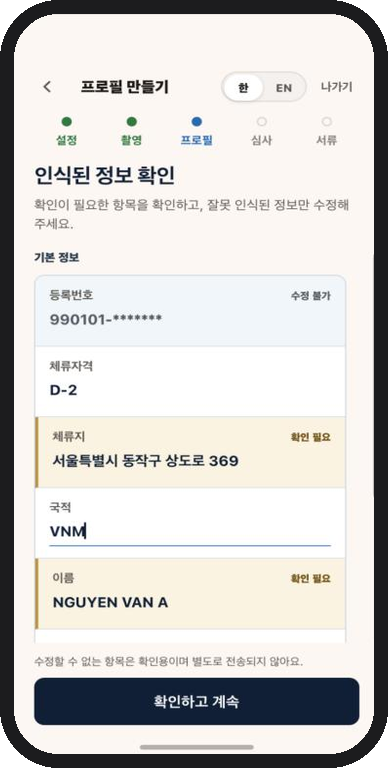 프로필 만들기
한 EN
나가기
설정 촬영 프로필 심사 서류
인식된 정보 확인
확인이 필요한 항목을 확인하고, 잘못 인식된 정보만 수정해
주세요.
기본 정보
등록번호 수정 불가
990101-*******
체류자격
D-2
체류지 확인 필요
서울특별시 동작구 상도로 369
국적
VNM
이름 확인 필요
NGUYEN VAN A
수정할 수 없는 항목은 확인용이며 별도로 전송되지 않아요.
확인하고 계속